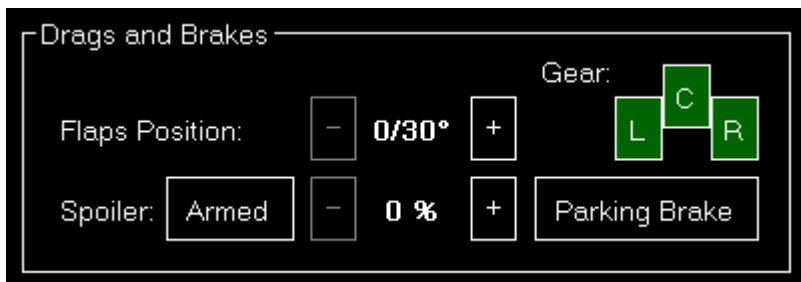 Drags and Brakes
Gear:
C
Flaps Position: − 0/30° + L R
Spoiler: Armed − 0 % + Parking Brake